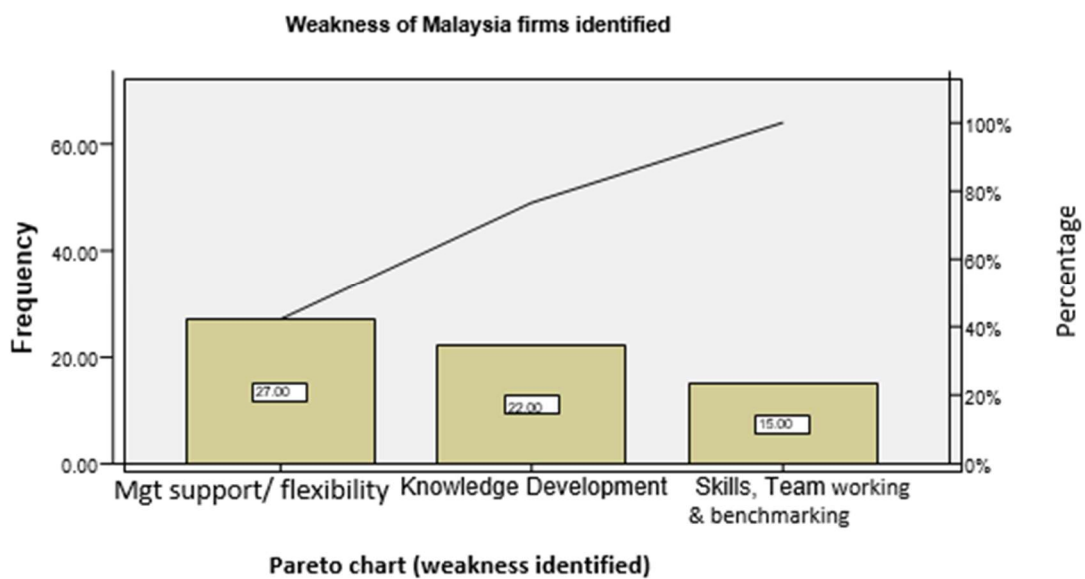 Weakness of Malaysia firms identified
Frequency
60.00
40.00
20.00
0.00
100%
80%
60%
40%
20%
0%
Percentage
27.00
22.00
15.00
Mgt support/ flexibility
Knowledge Development
Skills, Team working
& benchmarking
Pareto chart (weakness identified)